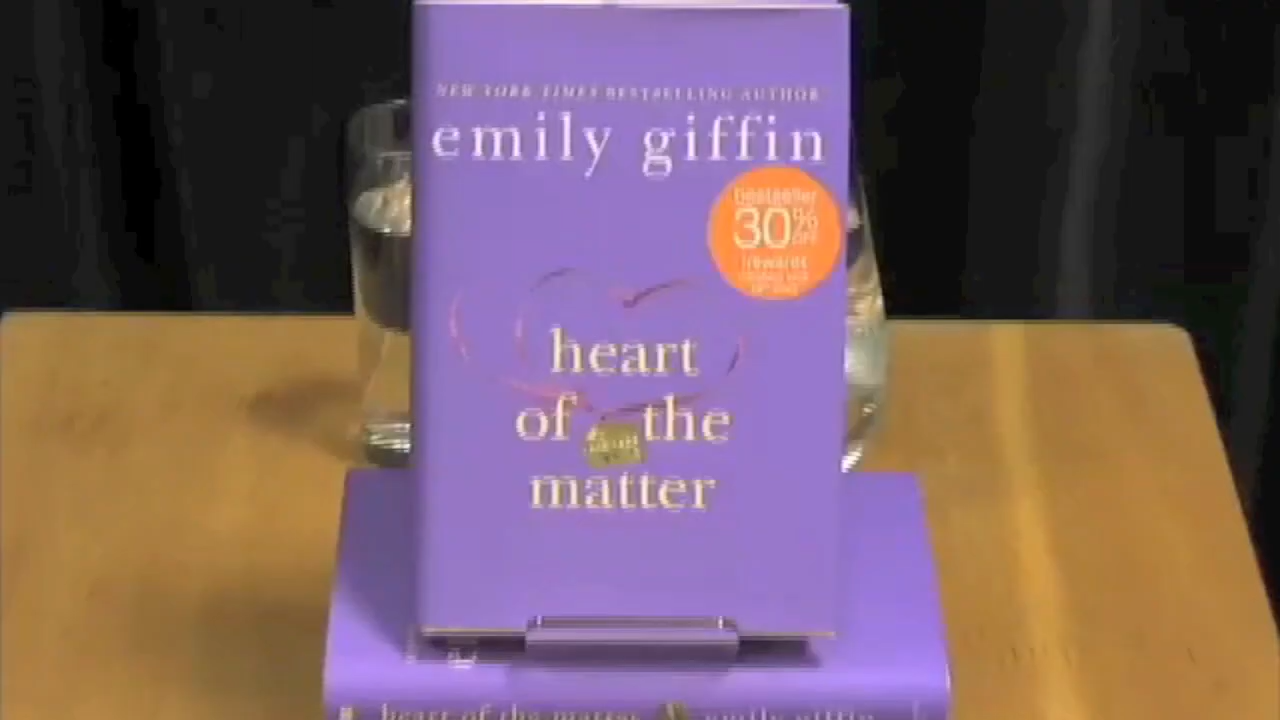 NEW YORK TIMES BESTSELLING AUTHOR
emily giffin
bestseller
30% OFF
rewards
heart
of the
matter
heart of the matter emily giffin